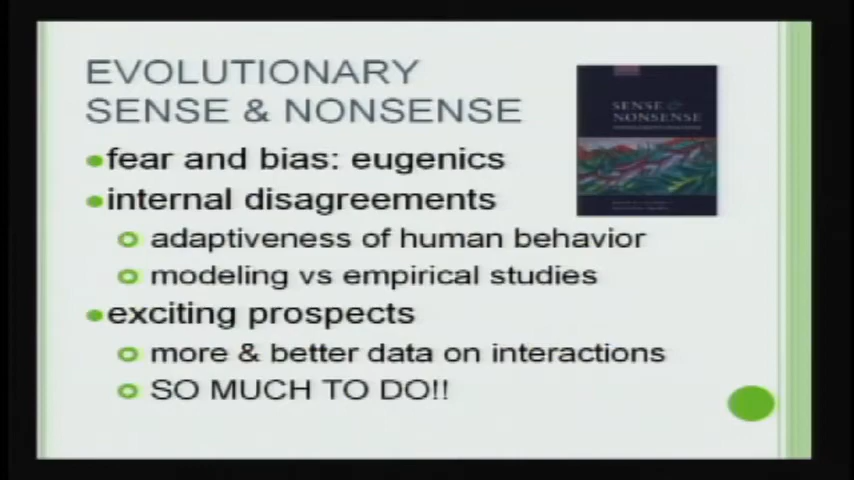 EVOLUTIONARY
SENSE & NONSENSE
SENSE &
NONSENSE
fear and bias: eugenics
internal disagreements
adaptiveness of human behavior
modeling vs empirical studies
exciting prospects
more & better data on interactions
SO MUCH TO DO!!